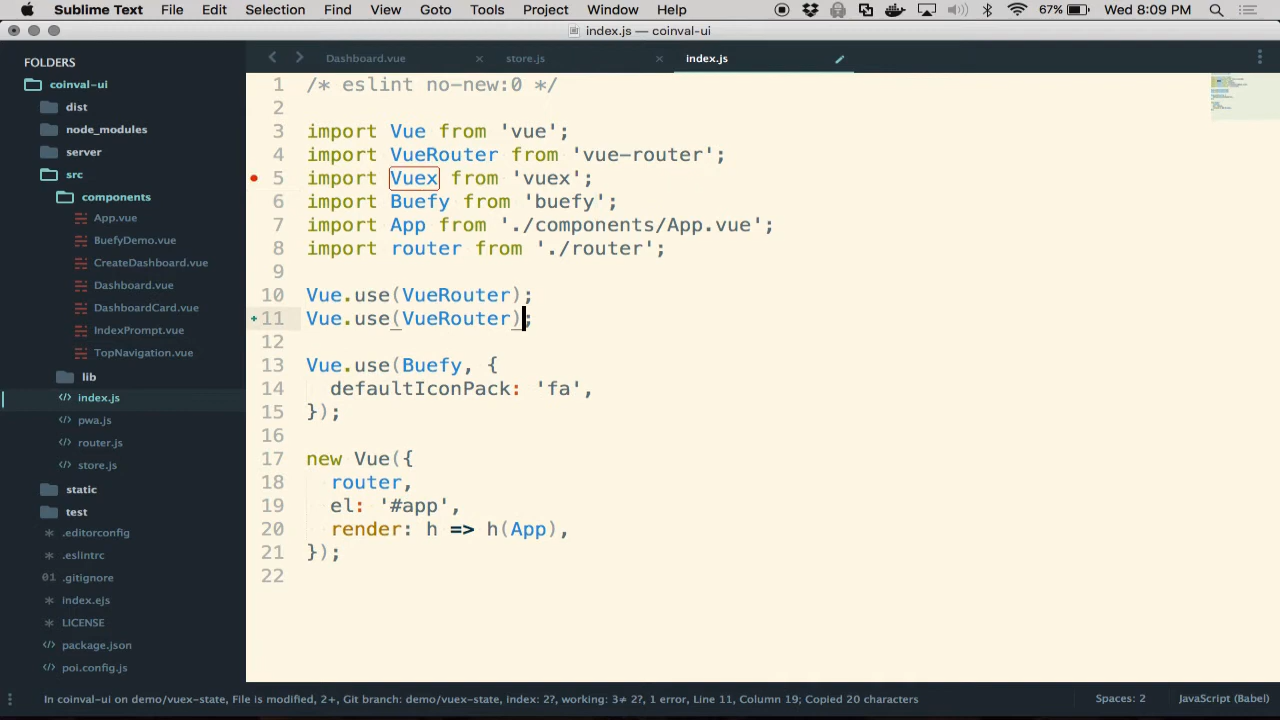 Sublime Text File Edit Selection Find View Goto Tools Project Window Help 67% Wed 8:09 PM
index.js — coinval-ui
FOLDERS
coinval-ui
dist
node_modules
server
src
components
App.vue
BuefyDemo.vue
CreateDashboard.vue
Dashboard.vue
DashboardCard.vue
IndexPrompt.vue
TopNavigation.vue
lib
index.js
pwa.js
router.js
store.js
static
test
.editorconfig
.eslintrc
.gitignore
index.ejs
LICENSE
package.json
poi.config.js
Dashboard.vue store.js index.js
1 /* eslint no-new:0 */
2
3 import Vue from 'vue';
4 import VueRouter from 'vue-router';
5 import Vuex from 'vuex';
6 import Buefy from 'buefy';
7 import App from './components/App.vue';
8 import router from './router';
9
10 Vue.use(VueRouter);
11 Vue.use(VueRouter);
12
13 Vue.use(Buefy, {
14 defaultIconPack: 'fa',
15 });
16
17 new Vue({
18 router,
19 el: '#app',
20 render: h => h(App),
21 });
22
In coinval-ui on demo/vuex-state, File is modified, 2+, Git branch: demo/vuex-state, index: 2?, working: 3≠ 2?, 1 error, Line 11, Column 19; Copied 20 characters Spaces: 2 JavaScript (Babel)